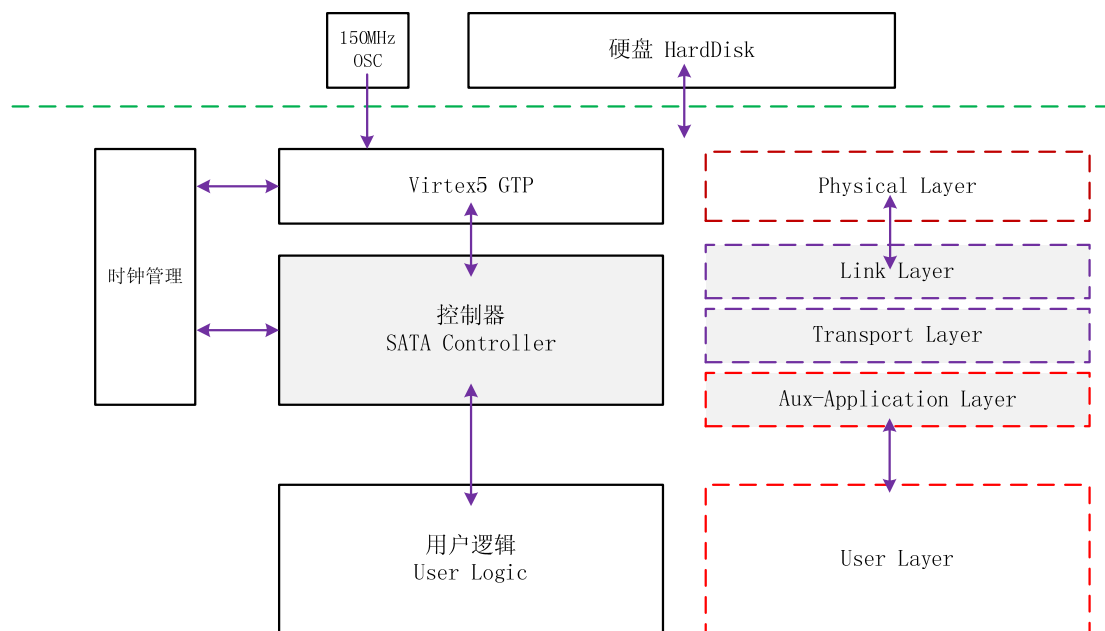 150MHz
OSC
硬盘 HardDisk
Virtex5 GTP
Physical Layer
时钟管理
Link Layer
控制器
SATA Controller
Transport Layer
Aux-Application Layer
用户逻辑
User Logic
User Layer